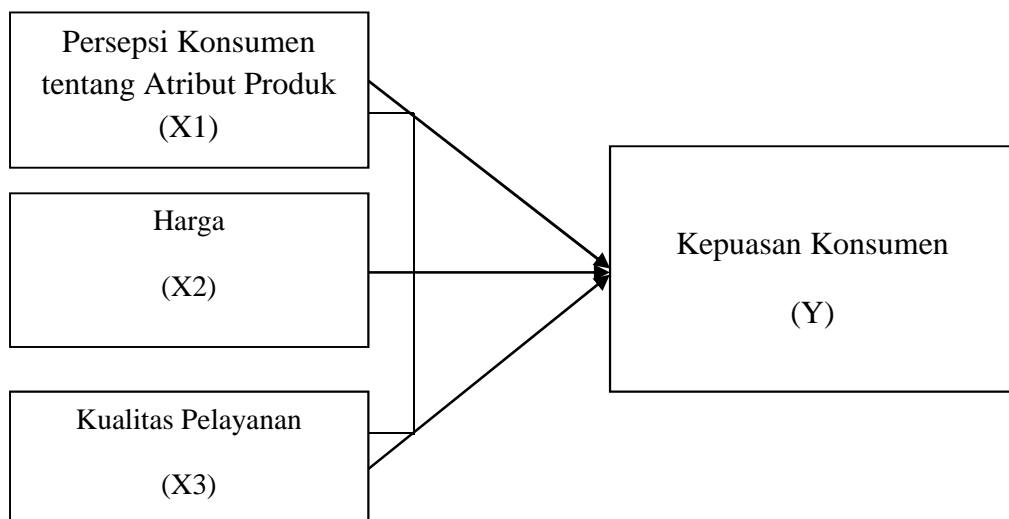 Persepsi Konsumen
tentang Atribut Produk
(X1)
Harga
(X2)
Kualitas Pelayanan
(X3)
Kepuasan Konsumen
(Y)